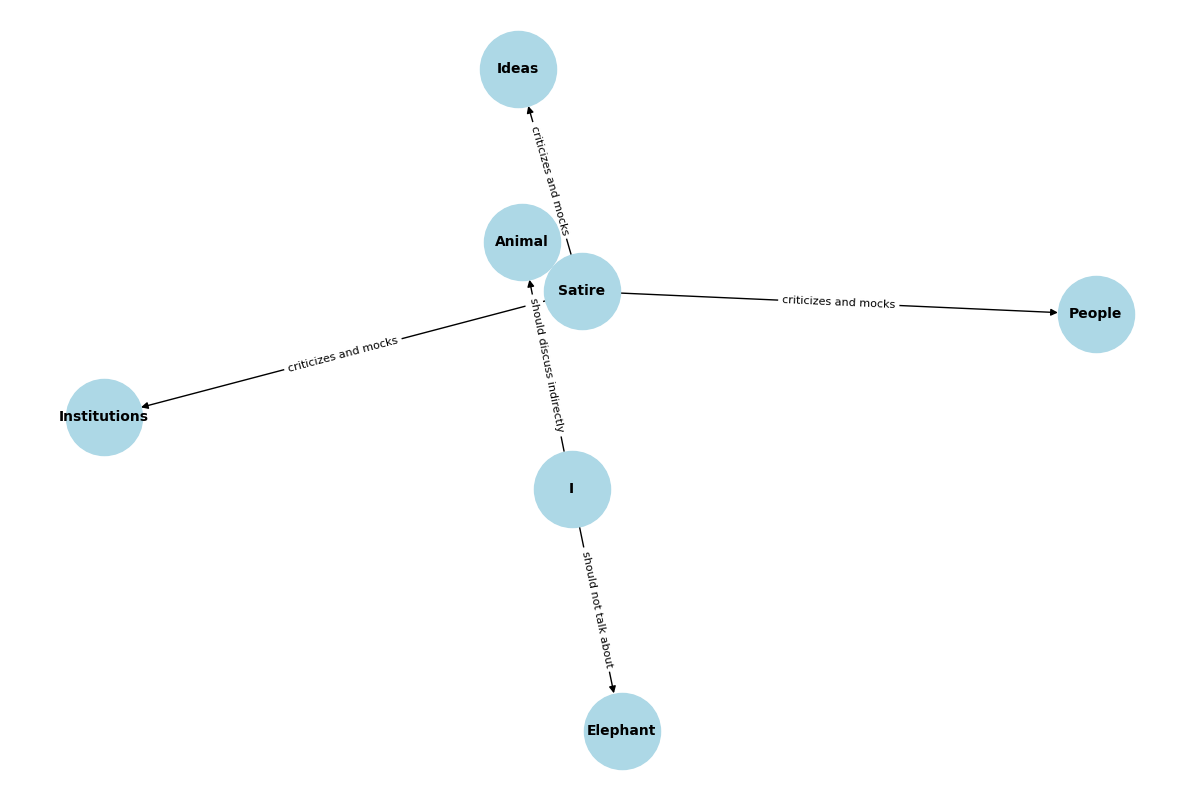 Ideas
criticizes and mocks
Animal
Satire
criticizes and mocks
People
should discuss indirectly
criticizes and mocks
Institutions
I
should not talk about
Elephant